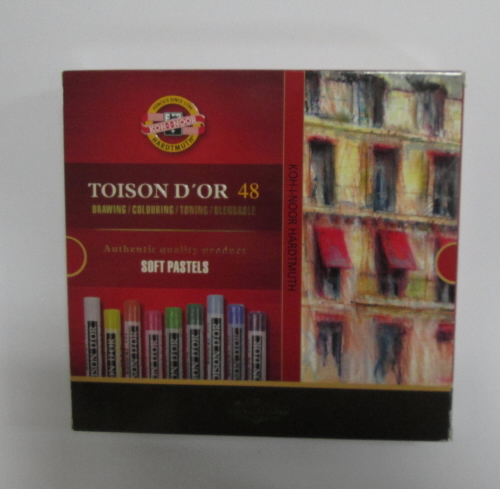 KOH-I-NOOR
HARDTMUTH
TOISON D'OR 48
DRAWING / COLOURING / TONING / BLENDABLE
Authentic quality product
SOFT PASTELS
KOH-I-NOOR HARDTMUTH